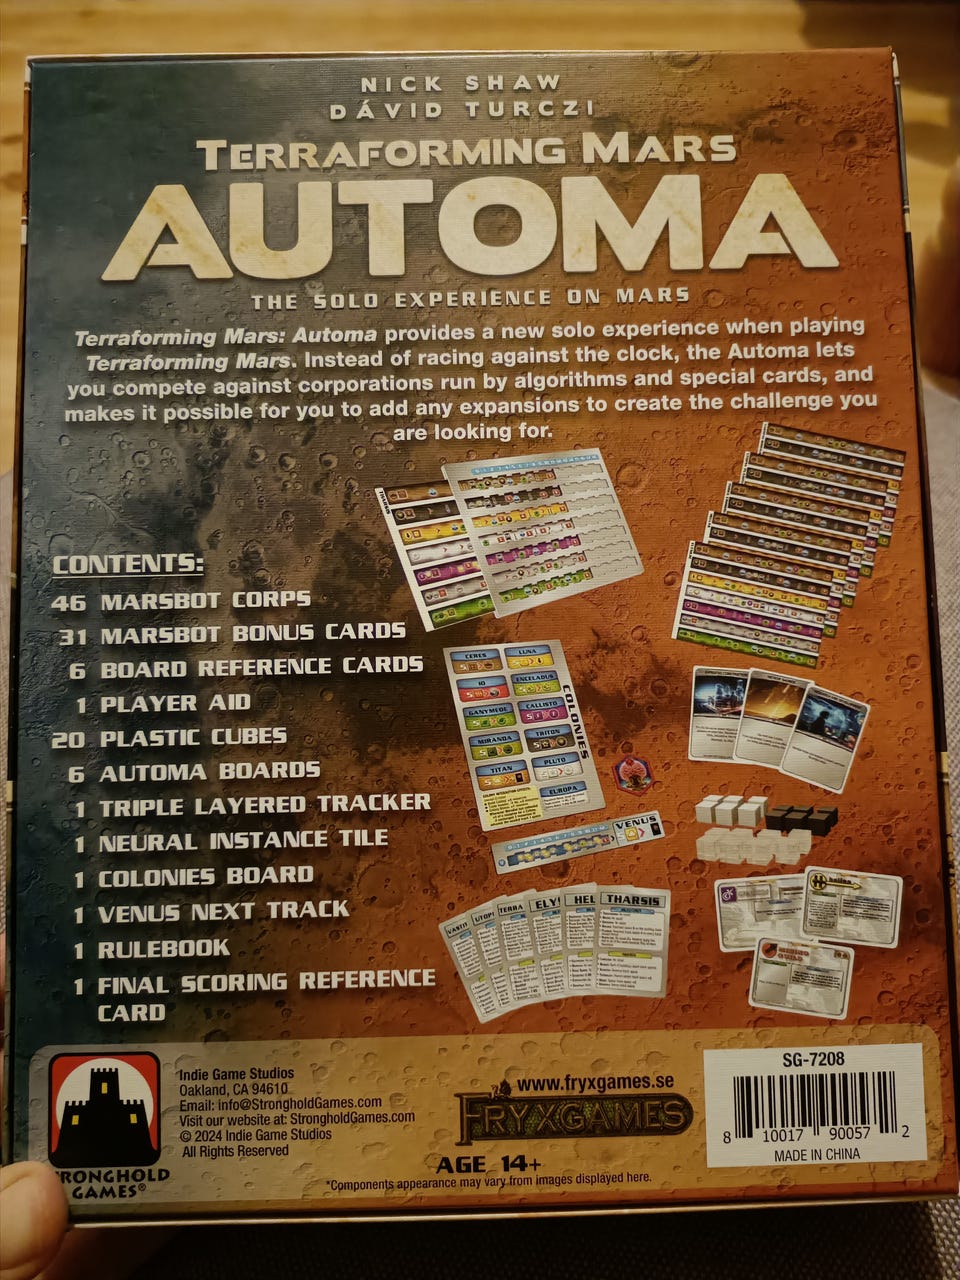 NICK SHAW
DÁVID TURCZI
TERRAFORMING MARS
AUTOMA
THE SOLO EXPERIENCE ON MARS
Terraforming Mars: Automa provides a new solo experience when playing
Terraforming Mars. Instead of racing against the clock, the Automa lets
you compete against corporations run by algorithms and special cards, and
makes it possible for you to add any expansions to create the challenge you
are looking for.
CONTENTS:
46 MARSBOT CORPS
31 MARSBOT BONUS CARDS
6 BOARD REFERENCE CARDS
1 PLAYER AID
20 PLASTIC CUBES
6 AUTOMA BOARDS
1 TRIPLE LAYERED TRACKER
1 NEURAL INSTANCE TILE
1 COLONIES BOARD
1 VENUS NEXT TRACK
1 RULEBOOK
1 FINAL SCORING REFERENCE
CARD
THARSIS
CERES
LUNA
IO
ENCELADUS
GANYMEDE
CALLISTO
MIRANDA
TRITON
TITAN
PLUTO
EUROPA
COLONIES
VENUS
VASTIT
UTOPI
TERRA
ELYS
HEL
THARSIS
helion
STRONGHOLD
GAMES®
Indie Game Studios
Oakland, CA 94610
Email: info@StrongholdGames.com
Visit our website at: StrongholdGames.com
© 2024 Indie Game Studios
All Rights Reserved
www.fryxgames.se
FRYXGAMES
AGE 14+
*Components appearance may vary from images displayed here.
SG-7208
8 10017 90057 2
MADE IN CHINA